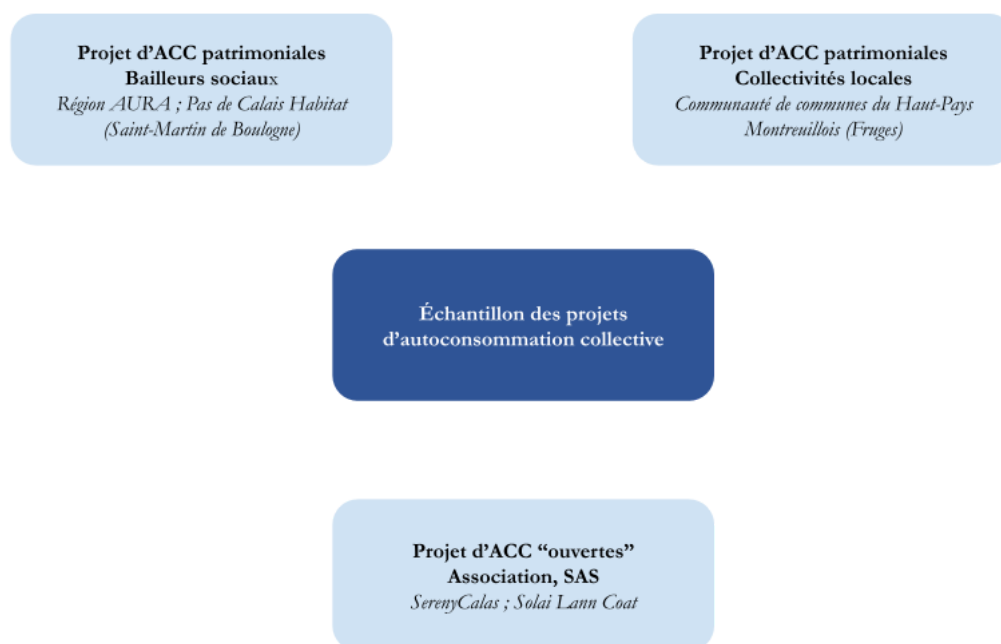 Projet d’ACC patrimoniales
Bailleurs sociaux
Région AURA ; Pas de Calais Habitat
(Saint-Martin de Boulogne)
Projet d’ACC patrimoniales
Collectivités locales
Communauté de communes du Haut-Pays
Montreuillois (Fruges)
Échantillon des projets
d’autoconsommation collective
Projet d’ACC “ouvertes”
Association, SAS
SerenyCalas ; Solai Lann Coat